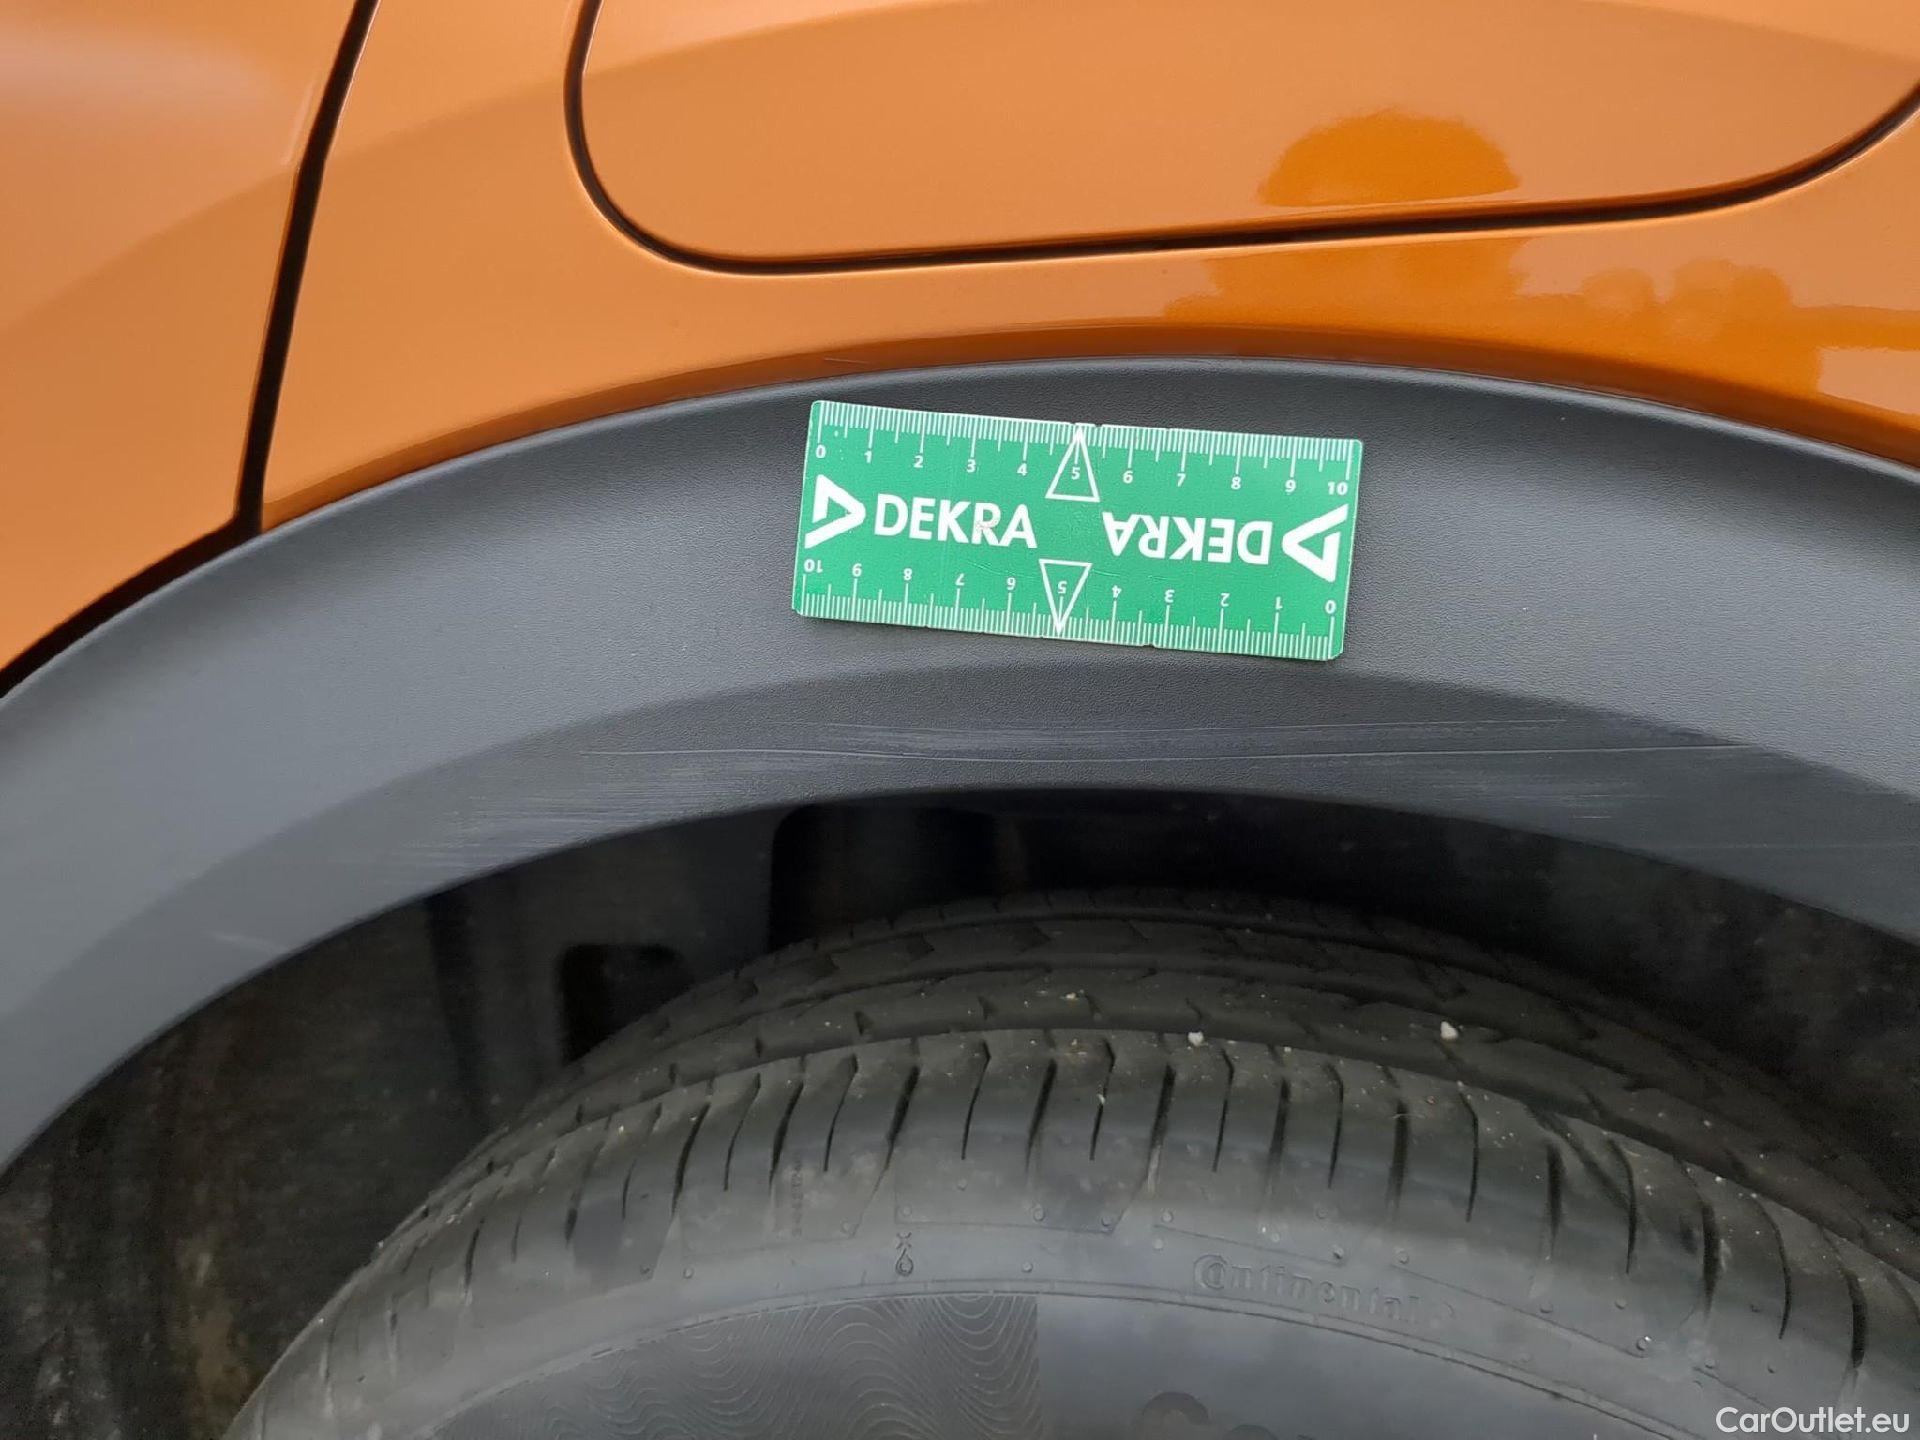 0 1 2 3 4 5 6 7 8 9 10
DEKRA DEKRA
10 9 8 7 6 5 4 3 2 1 0
Continental
CarOutlet.eu